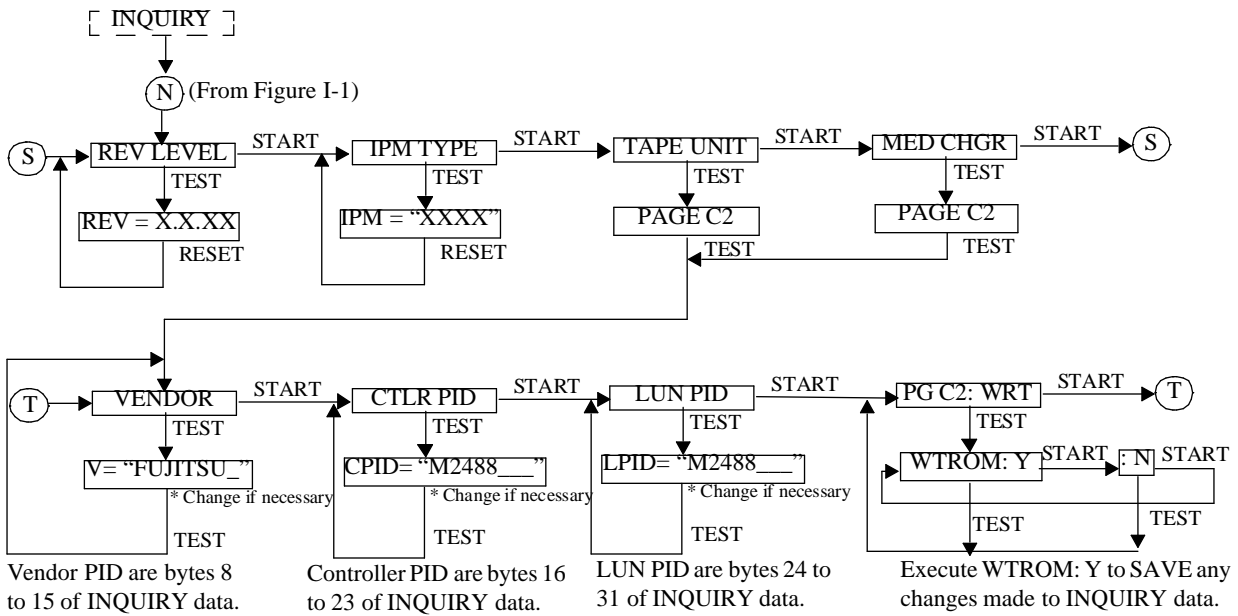 INQUIRY
N (From Figure I-1)
S
REV LEVEL
START
IPM TYPE
START
TAPE UNIT
START
MED CHGR
START
S
TEST
TEST
TEST
TEST
REV = X.X.XX
IPM = “XXXX”
PAGE C2
PAGE C2
RESET
RESET
TEST
TEST
T
VENDOR
START
CTLR PID
START
LUN PID
START
PG C2: WRT
START
T
TEST
TEST
TEST
TEST
V= “FUJITSU_”
CPID= “M2488___”
LPID= “M2488___”
WTROM: Y
START
: N
START
* Change if necessary
* Change if necessary
* Change if necessary
TEST
TEST
TEST
TEST
TEST
Vendor PID are bytes 8
to 15 of INQUIRY data.
Controller PID are bytes 16
to 23 of INQUIRY data.
LUN PID are bytes 24 to
31 of INQUIRY data.
Execute WTROM: Y to SAVE any
changes made to INQUIRY data.